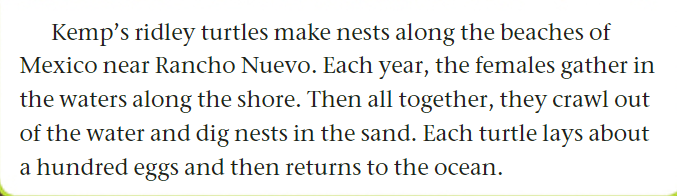 Kemp’s ridley turtles make nests along the beaches of
Mexico near Rancho Nuevo. Each year, the females gather in
the waters along the shore. Then all together, they crawl out
of the water and dig nests in the sand. Each turtle lays about
a hundred eggs and then returns to the ocean.